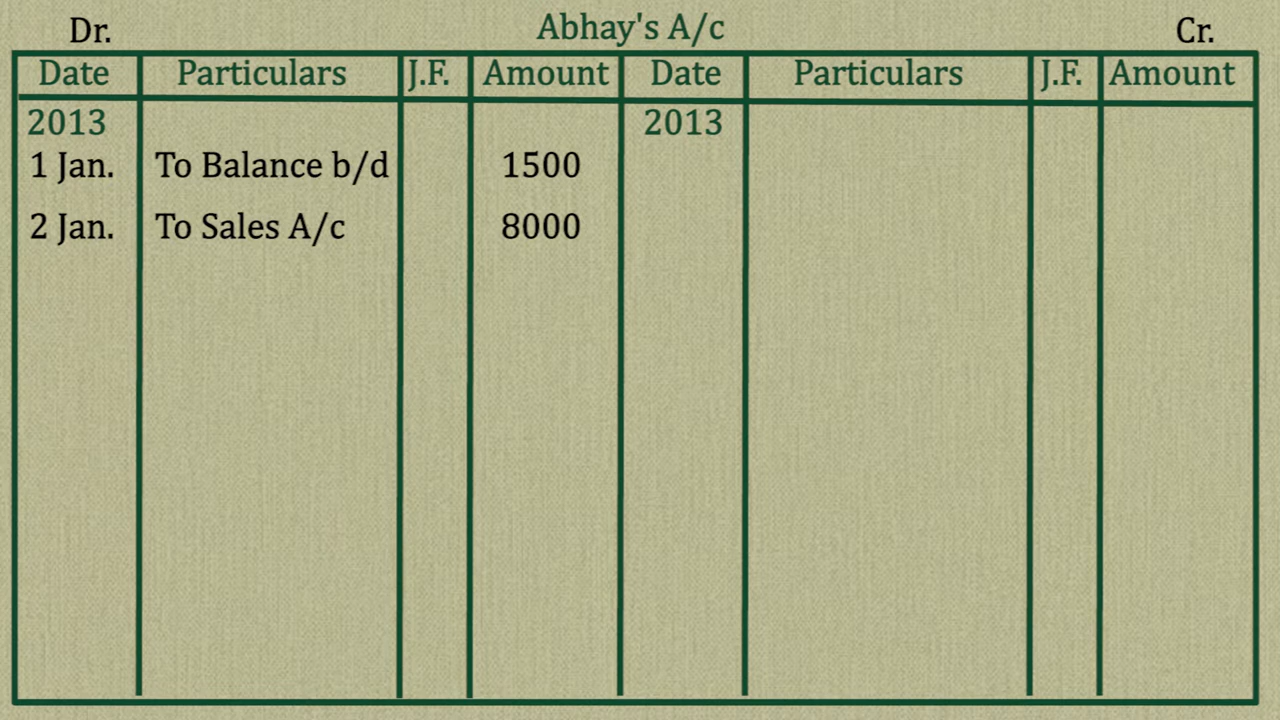 Dr. Abhay's A/c Cr.
Date Particulars J.F. Amount Date Particulars J.F. Amount
2013 2013
1 Jan. To Balance b/d 1500
2 Jan. To Sales A/c 8000